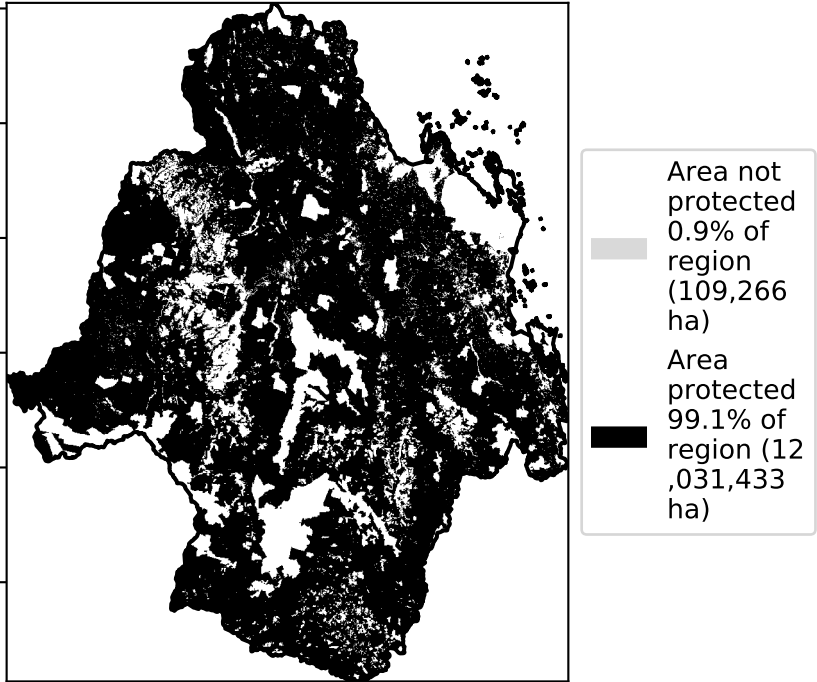 Area not
protected
0.9% of
region
(109,266
ha)
Area
protected
99.1% of
region (12
,031,433
ha)